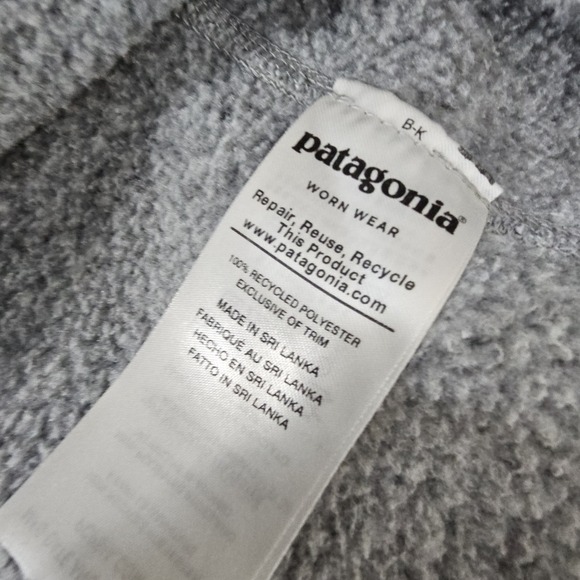 B-K
patagonia®
WORN WEAR
Repair, Reuse, Recycle
This Product
www.patagonia.com
100% RECYCLED POLYESTER
EXCLUSIVE OF TRIM
MADE IN SRI LANKA
FABRIQUÉ AU SRI LANKA
HECHO EN SRI LANKA
FATTO IN SRI LANKA